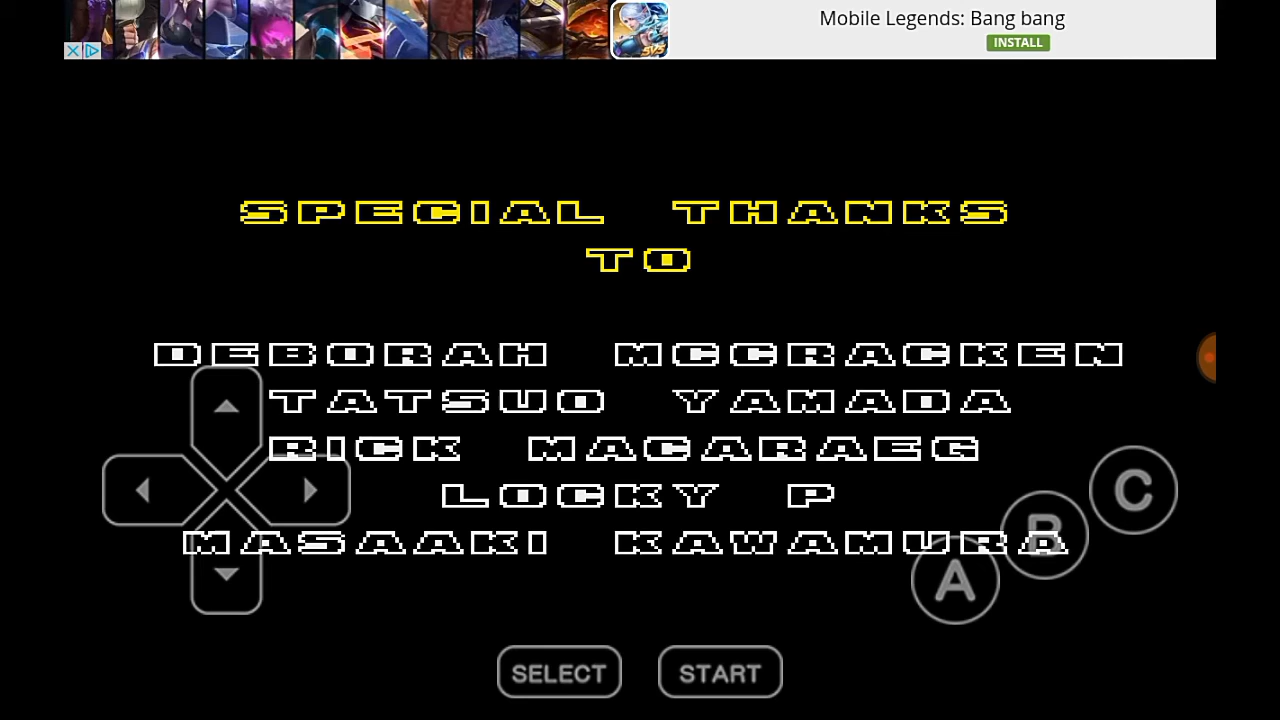 Mobile Legends: Bang bang
INSTALL
5V5
SPECIAL THANKS
TO
DEBORAH MCCRACKEN
TATSUO YAMADA
RICK MACARAEG
LOCKY P
MASAAKI KAWAMURA
A
B
C
SELECT
START